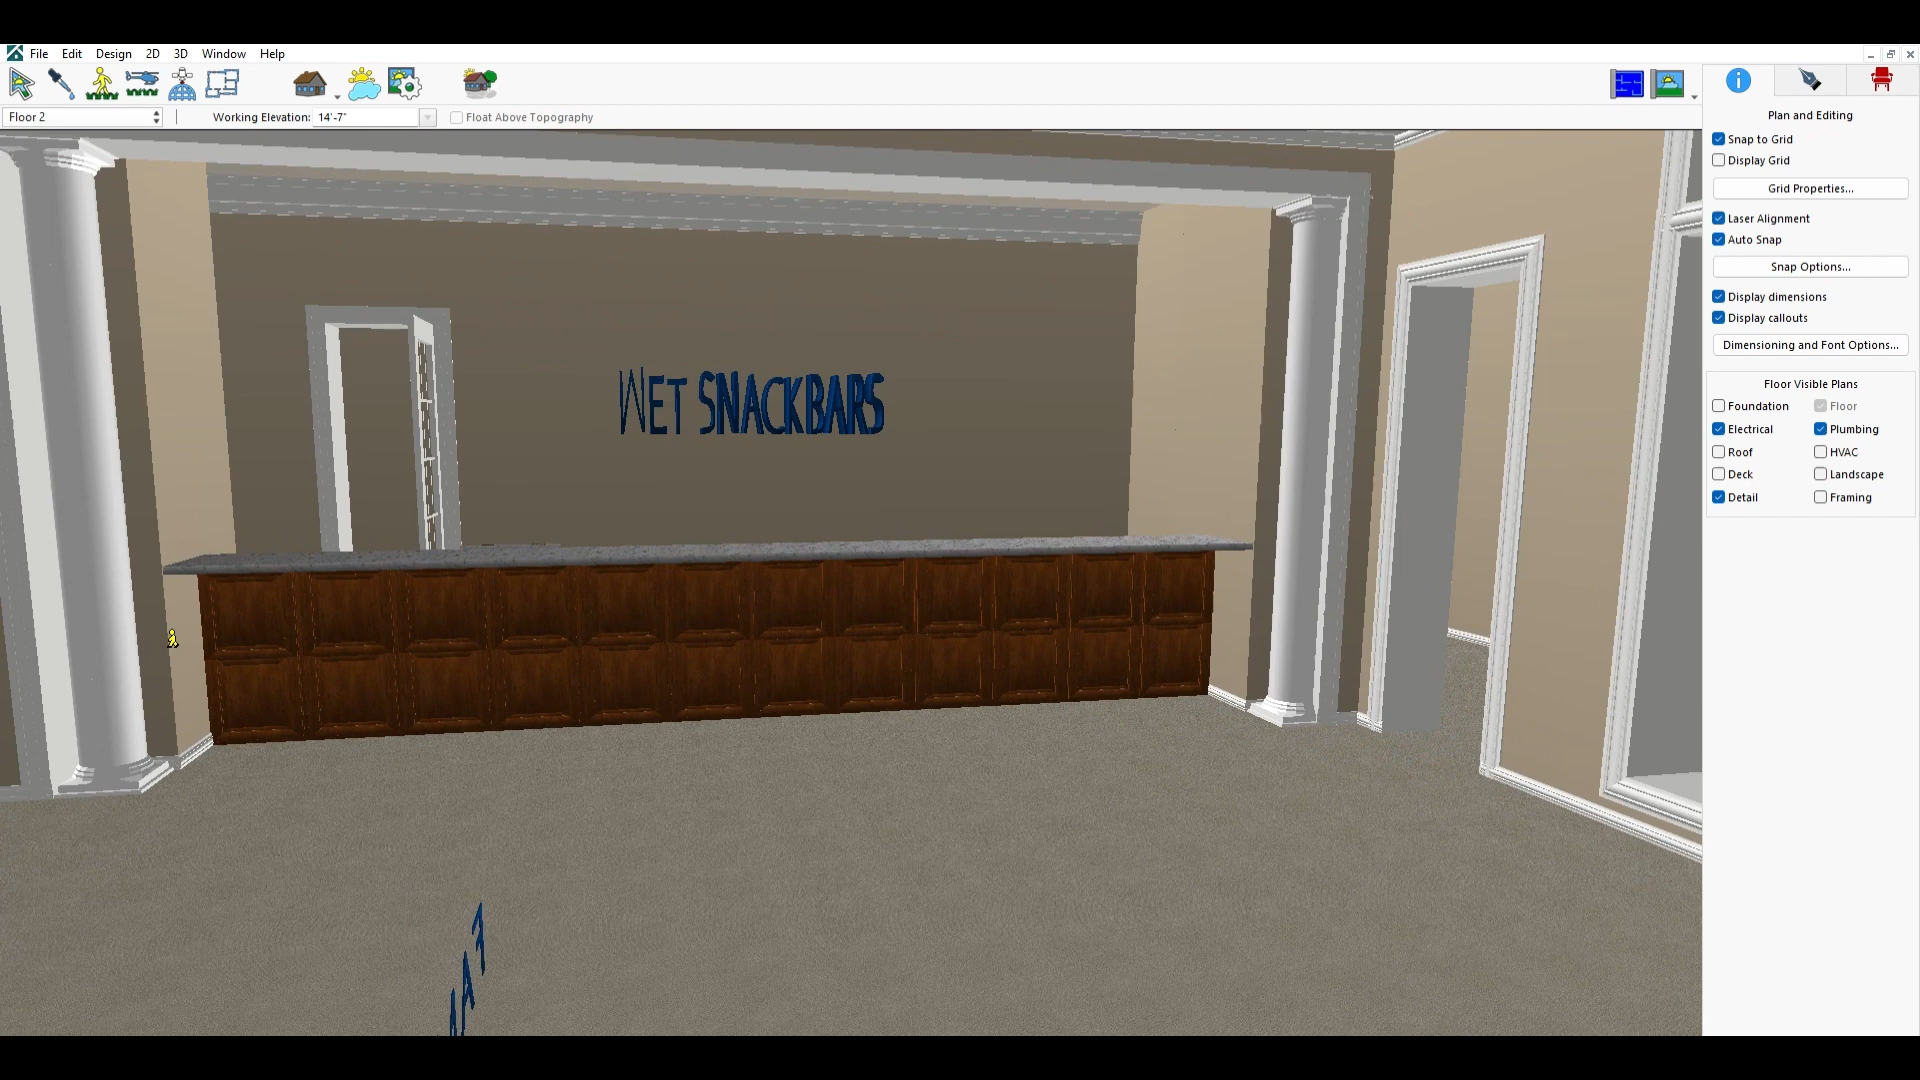 File Edit Design 2D 3D Window Help
Floor 2 Working Elevation: 14'-7" Float Above Topography
Plan and Editing
Snap to Grid
Display Grid
Grid Properties...
Laser Alignment
Auto Snap
Snap Options...
Display dimensions
Display callouts
Dimensioning and Font Options...
Floor Visible Plans
Foundation Floor
Electrical Plumbing
Roof HVAC
Deck Landscape
Detail Framing
WET SNACKBARS